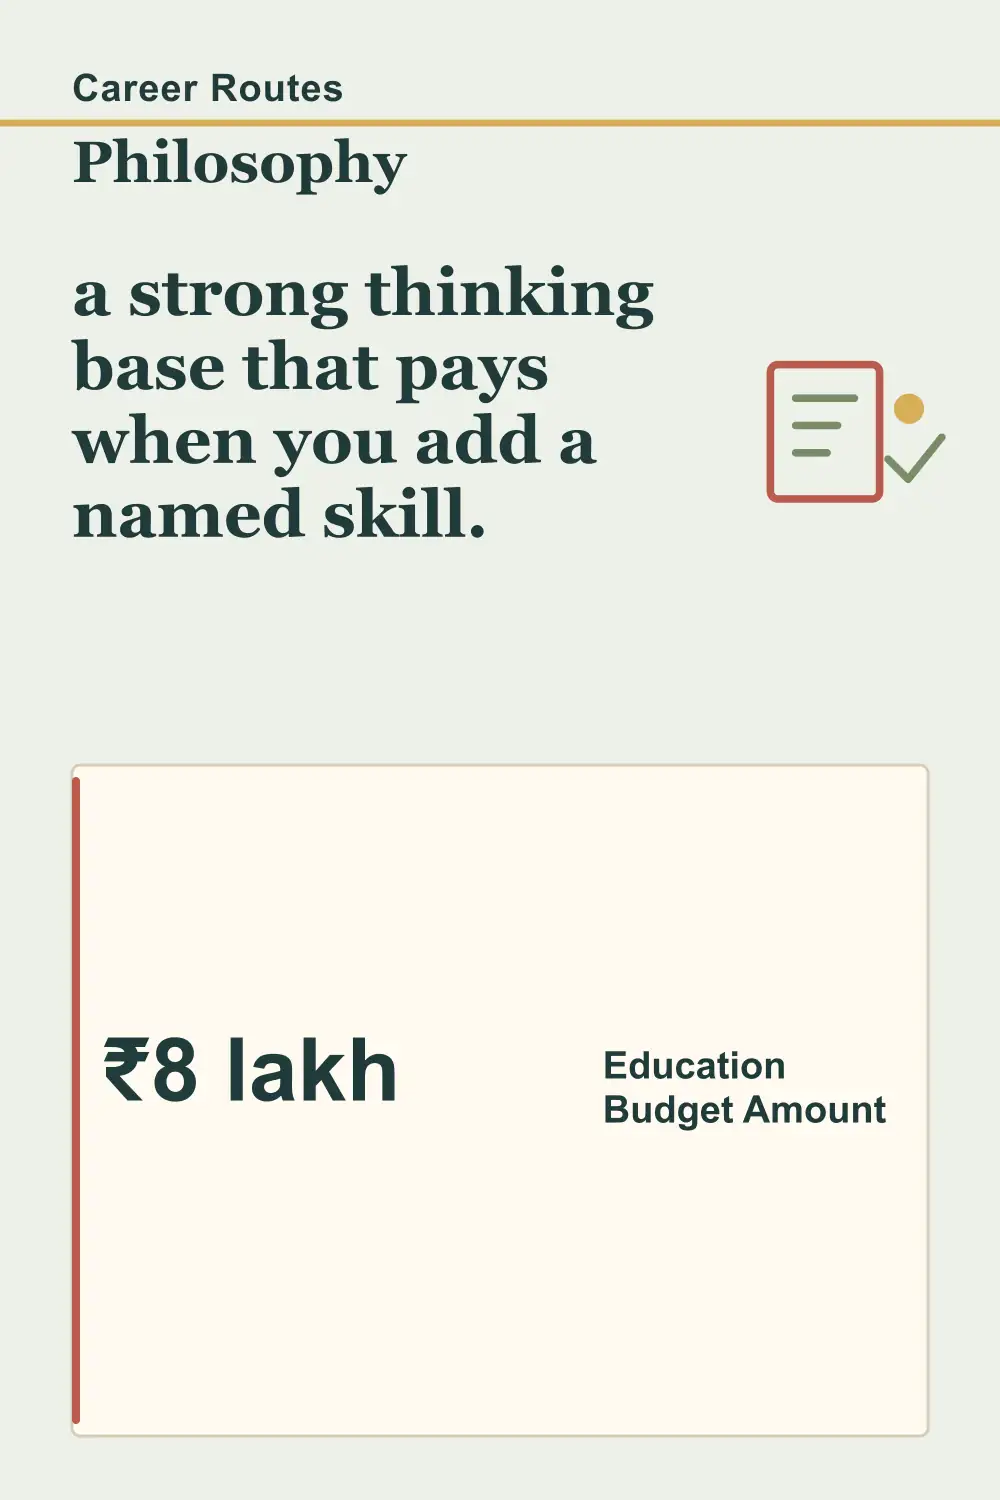 Career Routes
Philosophy
a strong thinking
base that pays
when you add a
named skill.
₹8 lakh
Education
Budget Amount